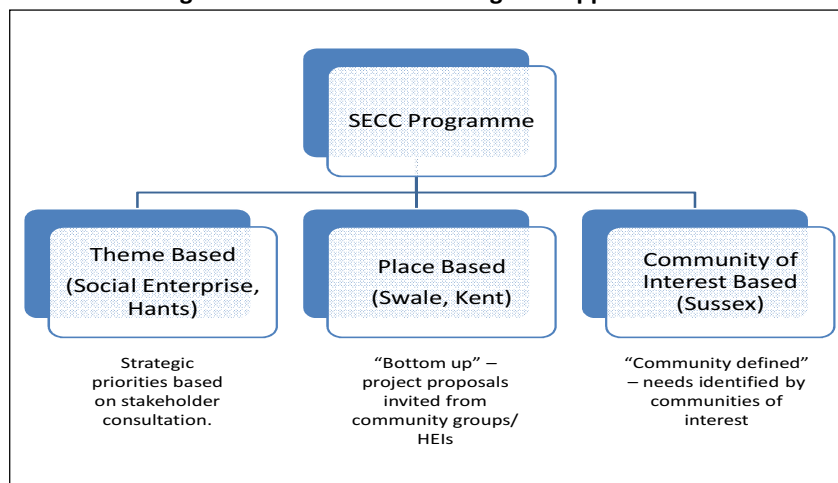 SECC Programme
Theme Based
(Social Enterprise,
Hants)
Place Based
(Swale, Kent)
Community of
Interest Based
(Sussex)
Strategic
priorities based
on stakeholder
consultation.
“Bottom up” –
project proposals
invited from
community groups/
HEIs
“Community defined”
– needs identified by
communities of
interest